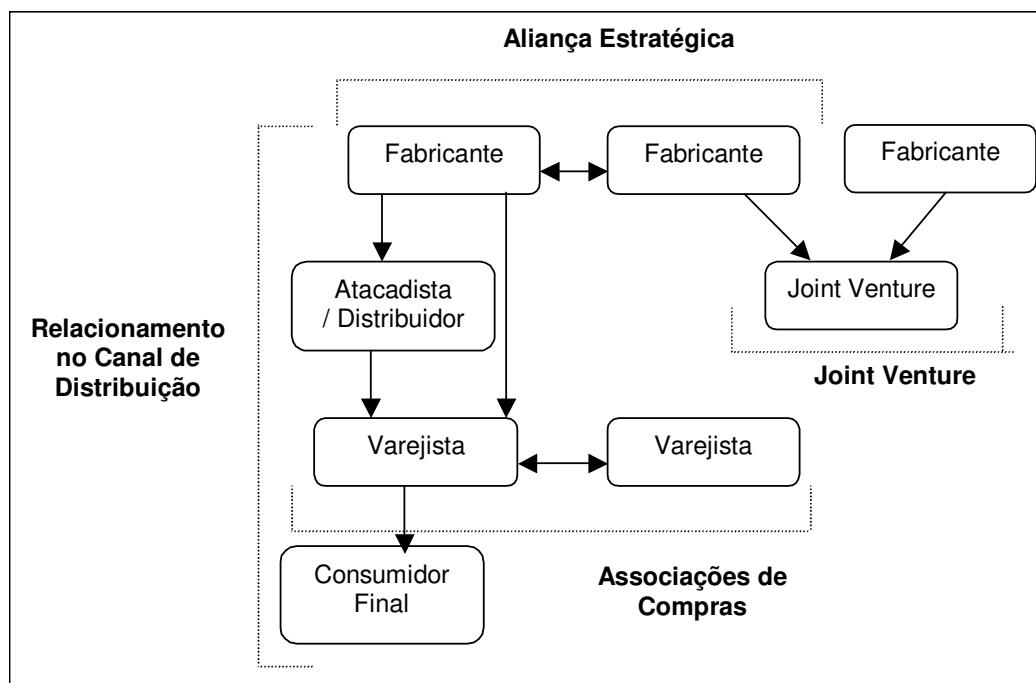 Aliança Estratégica
Fabricante
Fabricante
Fabricante
Atacadista
/ Distribuidor
Joint Venture
Relacionamento
no Canal de
Distribuição
Joint Venture
Varejista
Varejista
Consumidor
Final
Associações de
Compras